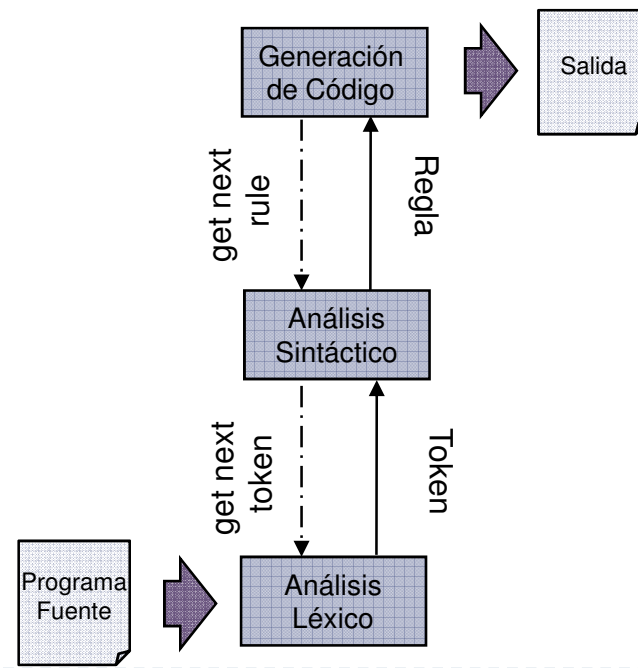 Generación
de Código
Salida
get next
rule
Regla
Análisis
Sintáctico
get next
token
Token
Programa
Fuente
Análisis
Léxico